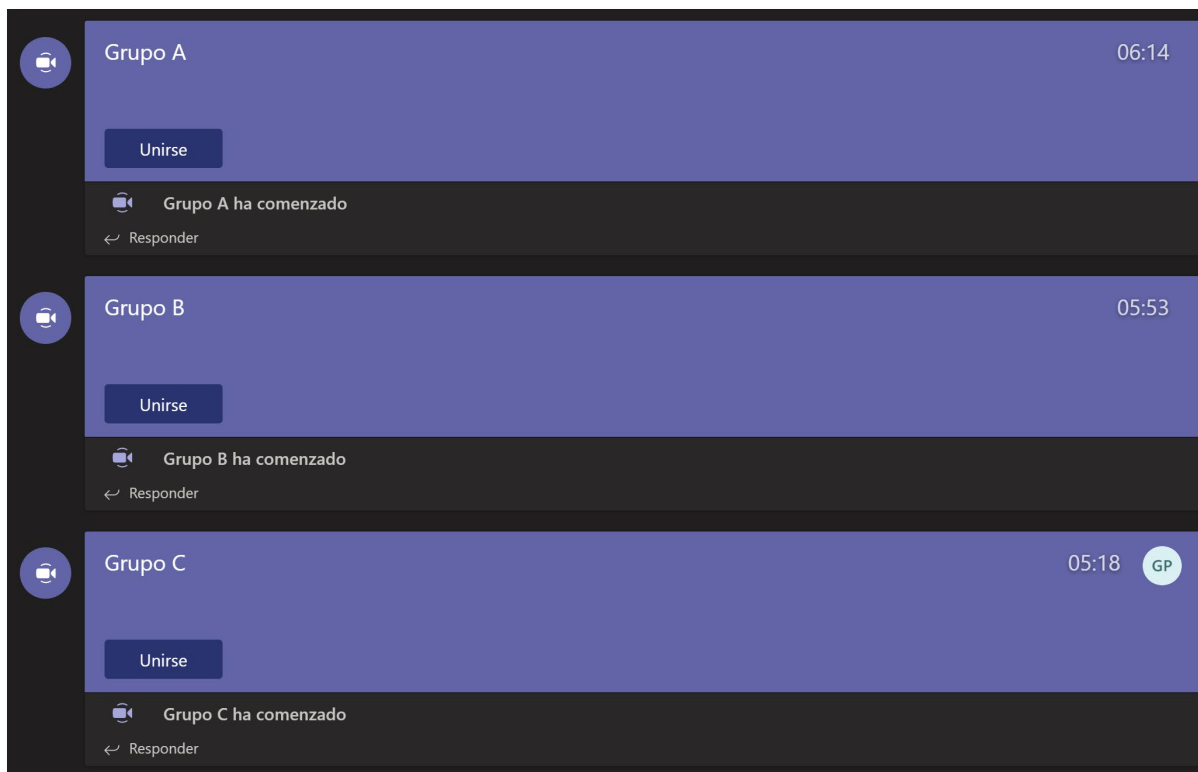 Grupo A 06:14
Unirse
Grupo A ha comenzado
Responder
Grupo B 05:53
Unirse
Grupo B ha comenzado
Responder
Grupo C 05:18 GP
Unirse
Grupo C ha comenzado
Responder